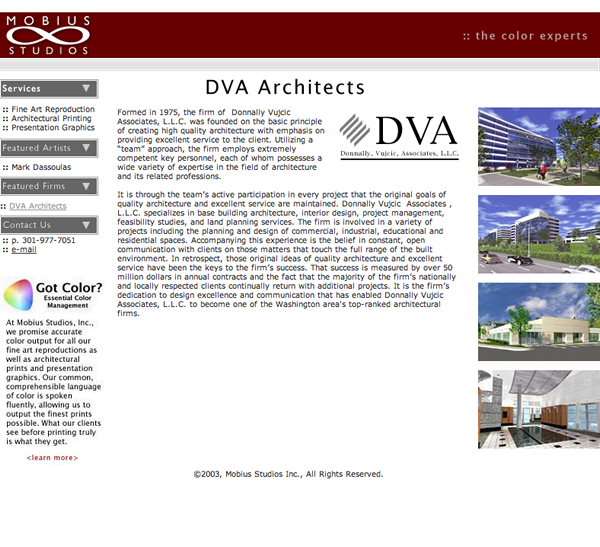 MOBIUS
STUDIOS
:: the color experts
Services
:: Fine Art Reproduction
:: Architectural Printing
:: Presentation Graphics
Featured Artists
:: Mark Dassoulas
Featured Firms
:: DVA Architects
Contact Us
:: p. 301-977-7051
:: e-mail
Got Color?
Essential Color
Management
At Mobius Studios, Inc.,
we promise accurate
color output for all our
fine art reproductions as
well as architectural
prints and presentation
graphics. Our common,
comprehensible language
of color is spoken
fluently, allowing us to
output the finest prints
possible. What our clients
see before printing truly
is what they get.
<learn more>
DVA Architects
Formed in 1975, the firm of Donnally Vujcic
Associates, L.L.C. was founded on the basic principle
of creating high quality architecture with emphasis on
providing excellent service to the client. Utilizing a
“team” approach, the firm employs extremely
competent key personnel, each of whom possesses a
wide variety of expertise in the field of architecture
and its related professions.
DVA
Donnally, Vujcic, Associates, L.L.C.
It is through the team’s active participation in every project that the original goals of
quality architecture and excellent service are maintained. Donnally Vujcic Associates ,
L.L.C. specializes in base building architecture, interior design, project management,
feasibility studies, and land planning services. The firm is involved in a variety of
projects including the planning and design of commercial, industrial, educational and
residential spaces. Accompanying this experience is the belief in constant, open
communication with clients on those matters that touch the full range of the built
environment. In retrospect, those original ideas of quality architecture and excellent
service have been the keys to the firm’s success. That success is measured by over 50
million dollars in annual contracts and the fact that the majority of the firm’s nationally
and locally respected clients continually return with additional projects. It is the firm’s
dedication to design excellence and communication that has enabled Donnally Vujcic
Associates, L.L.C. to become one of the Washington area's top-ranked architectural
firms.
©2003, Mobius Studios Inc., All Rights Reserved.